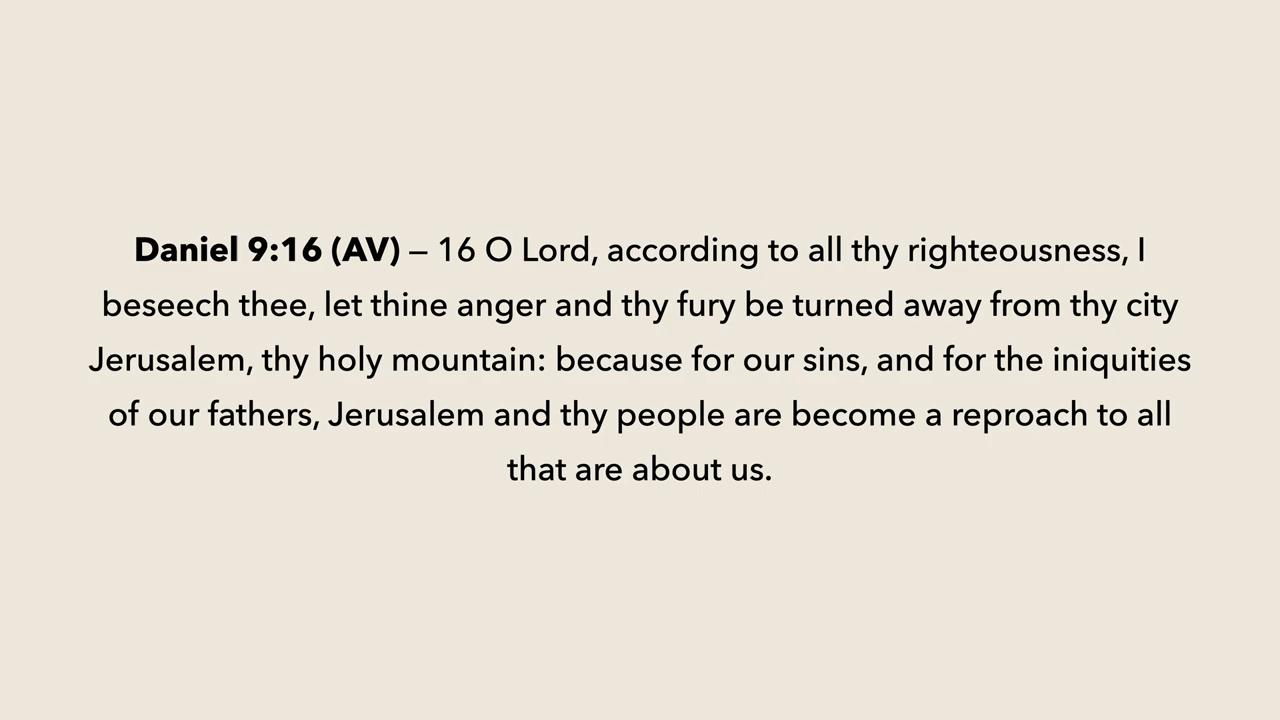 Daniel 9:16 (AV) – 16 O Lord, according to all thy righteousness, I
beseech thee, let thine anger and thy fury be turned away from thy city
Jerusalem, thy holy mountain: because for our sins, and for the iniquities
of our fathers, Jerusalem and thy people are become a reproach to all
that are about us.